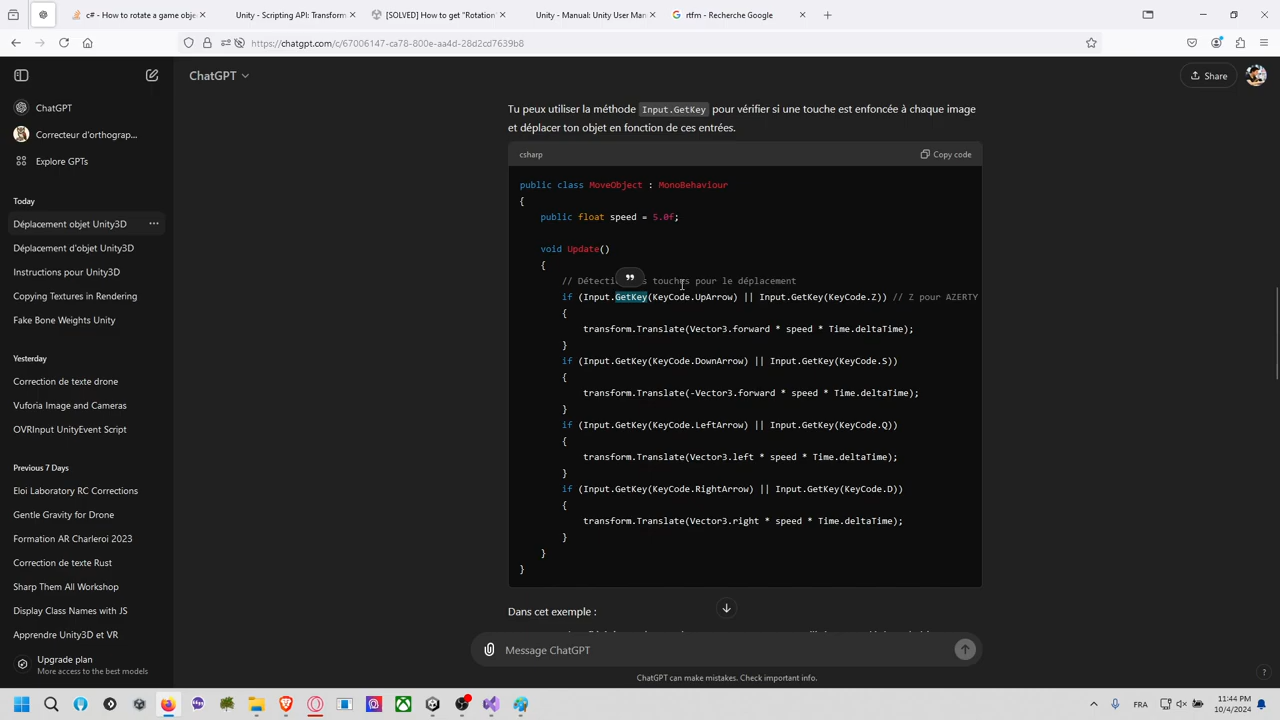 c# - How to rotate a game obje
Unity - Scripting API: Transform
[SOLVED] How to get "Rotation
Unity - Manual: Unity User Man
rtfm - Recherche Google
https://chatgpt.com/c/67006147-ca78-800e-aa4d-28d2cd7639b8
ChatGPT
Share
ChatGPT
Correcteur d'orthograp...
Explore GPTs
Today
Déplacement objet Unity3D
Déplacement d'objet Unity3D
Instructions pour Unity3D
Copying Textures in Rendering
Fake Bone Weights Unity
Yesterday
Correction de texte drone
Vuforia Image and Cameras
OVRInput UnityEvent Script
Previous 7 Days
Eloi Laboratory RC Corrections
Gentle Gravity for Drone
Formation AR Charleroi 2023
Correction de texte Rust
Sharp Them All Workshop
Display Class Names with JS
Apprendre Unity3D et VR
Upgrade plan
More access to the best models
Tu peux utiliser la méthode Input.GetKey pour vérifier si une touche est enfoncée à chaque image
et déplacer ton objet en fonction de ces entrées.
csharp
Copy code
public class MoveObject : MonoBehaviour
{
public float speed = 5.0f;
void Update()
{
// Détecti s touches pour le déplacement
if (Input.GetKey(KeyCode.UpArrow) || Input.GetKey(KeyCode.Z)) // Z pour AZERTY
{
transform.Translate(Vector3.forward * speed * Time.deltaTime);
}
if (Input.GetKey(KeyCode.DownArrow) || Input.GetKey(KeyCode.S))
{
transform.Translate(-Vector3.forward * speed * Time.deltaTime);
}
if (Input.GetKey(KeyCode.LeftArrow) || Input.GetKey(KeyCode.Q))
{
transform.Translate(Vector3.left * speed * Time.deltaTime);
}
if (Input.GetKey(KeyCode.RightArrow) || Input.GetKey(KeyCode.D))
{
transform.Translate(Vector3.right * speed * Time.deltaTime);
}
}
}
Dans cet exemple :
Message ChatGPT
ChatGPT can make mistakes. Check important info.
?
FRA
11:44 PM
10/4/2024